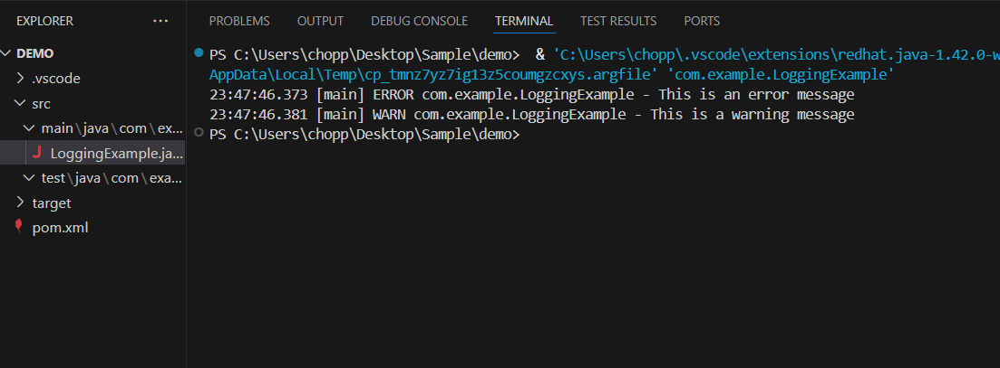 EXPLORER ...
DEMO
.vscode
src
main\java\com\ex...
LoggingExample.ja...
test\java\com\exa...
target
pom.xml
PROBLEMS OUTPUT DEBUG CONSOLE TERMINAL TEST RESULTS PORTS
PS C:\Users\chopp\Desktop\Sample\demo>  & 'C:\Users\chopp\.vscode\extensions\redhat.java-1.42.0-w
AppData\Local\Temp\cp_tmnz7yz7ig13z5coumgzcxys.argfile' 'com.example.LoggingExample'
23:47:46.373 [main] ERROR com.example.LoggingExample - This is an error message
23:47:46.381 [main] WARN com.example.LoggingExample - This is a warning message
PS C:\Users\chopp\Desktop\Sample\demo>